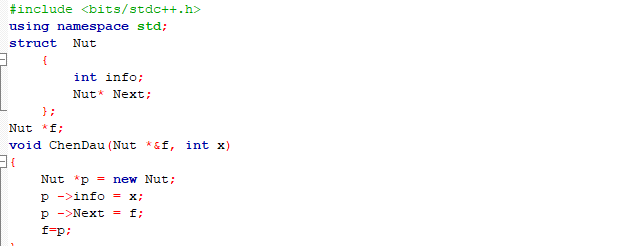 #include <bits/stdc++.h>
using namespace std;
struct  Nut
    {
        int info;
        Nut* Next;
    };
Nut *f;
void ChenDau(Nut *&f, int x)
{
    Nut *p = new Nut;
    p ->info = x;
    p ->Next = f;
    f=p;